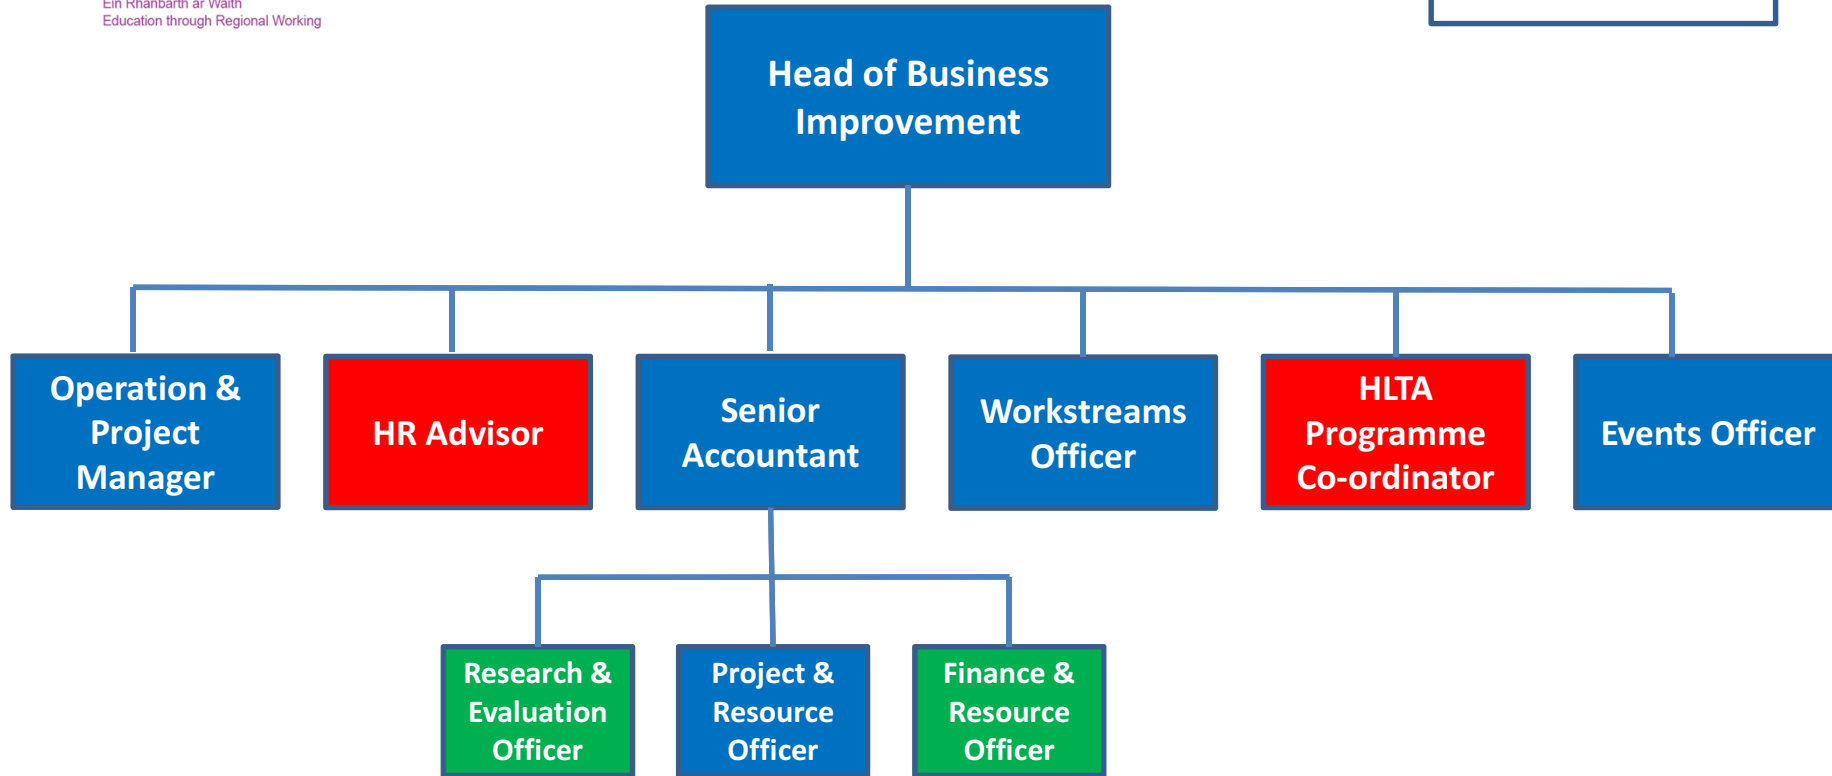 Ein Rhanbarth ar Waith
Education through Regional Working
Head of Business
Improvement
Operation &
Project
Manager
HR Advisor
Senior
Accountant
Workstreams
Officer
HLTA
Programme
Co-ordinator
Events Officer
Research &
Evaluation
Officer
Project &
Resource
Officer
Finance &
Resource
Officer